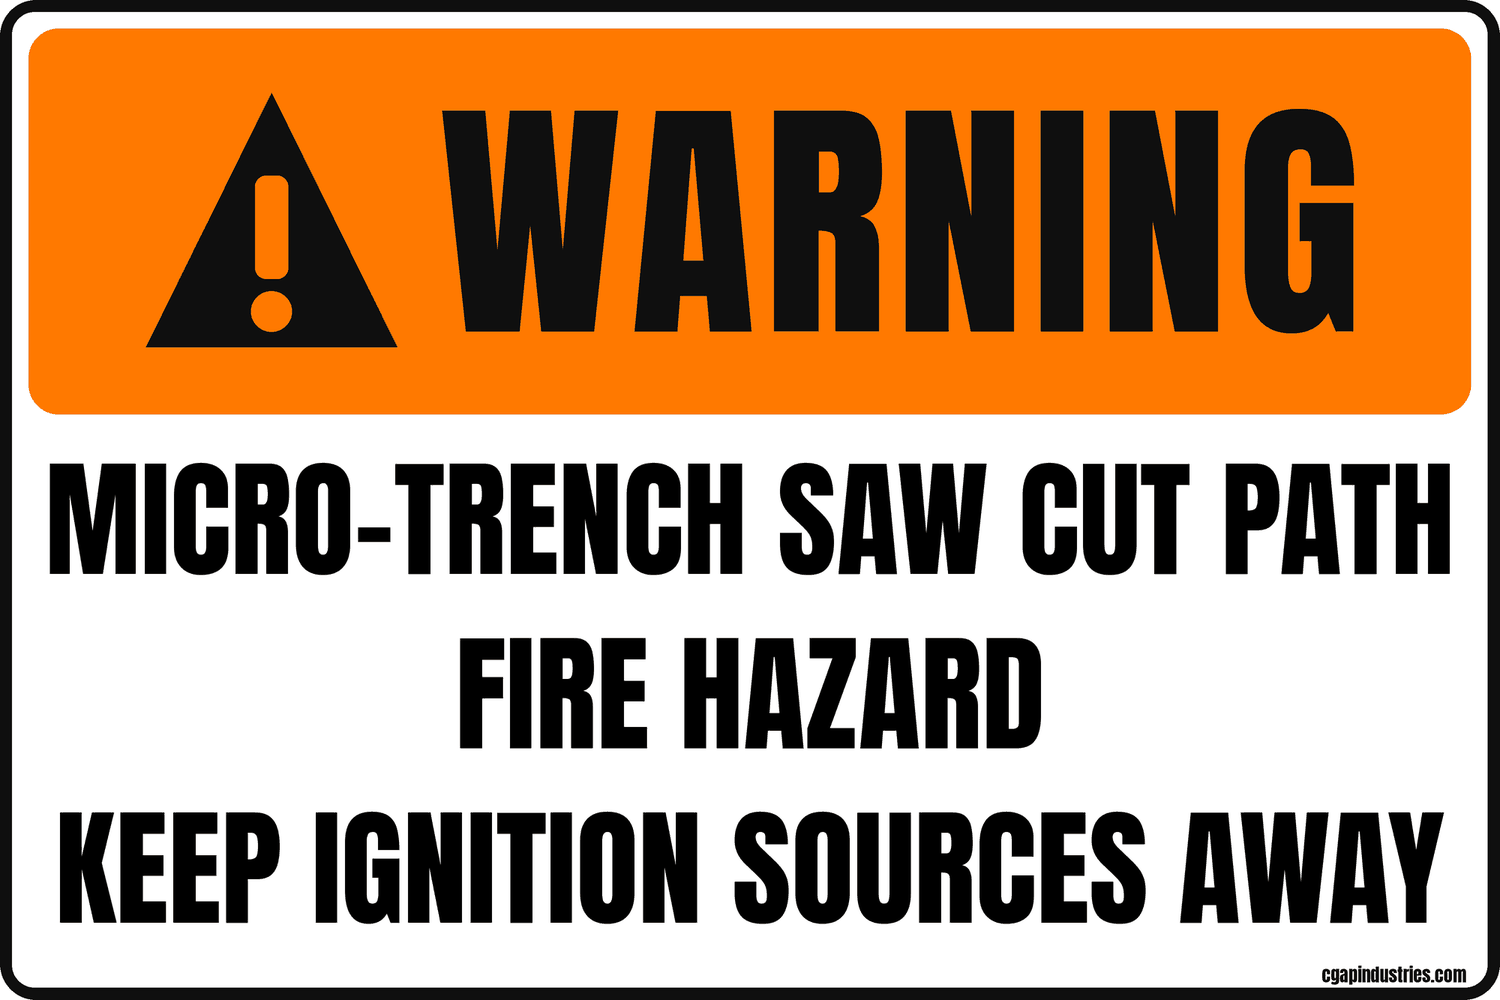 WARNING
MICRO-TRENCH SAW CUT PATH
FIRE HAZARD
KEEP IGNITION SOURCES AWAY
cgapindustries.com